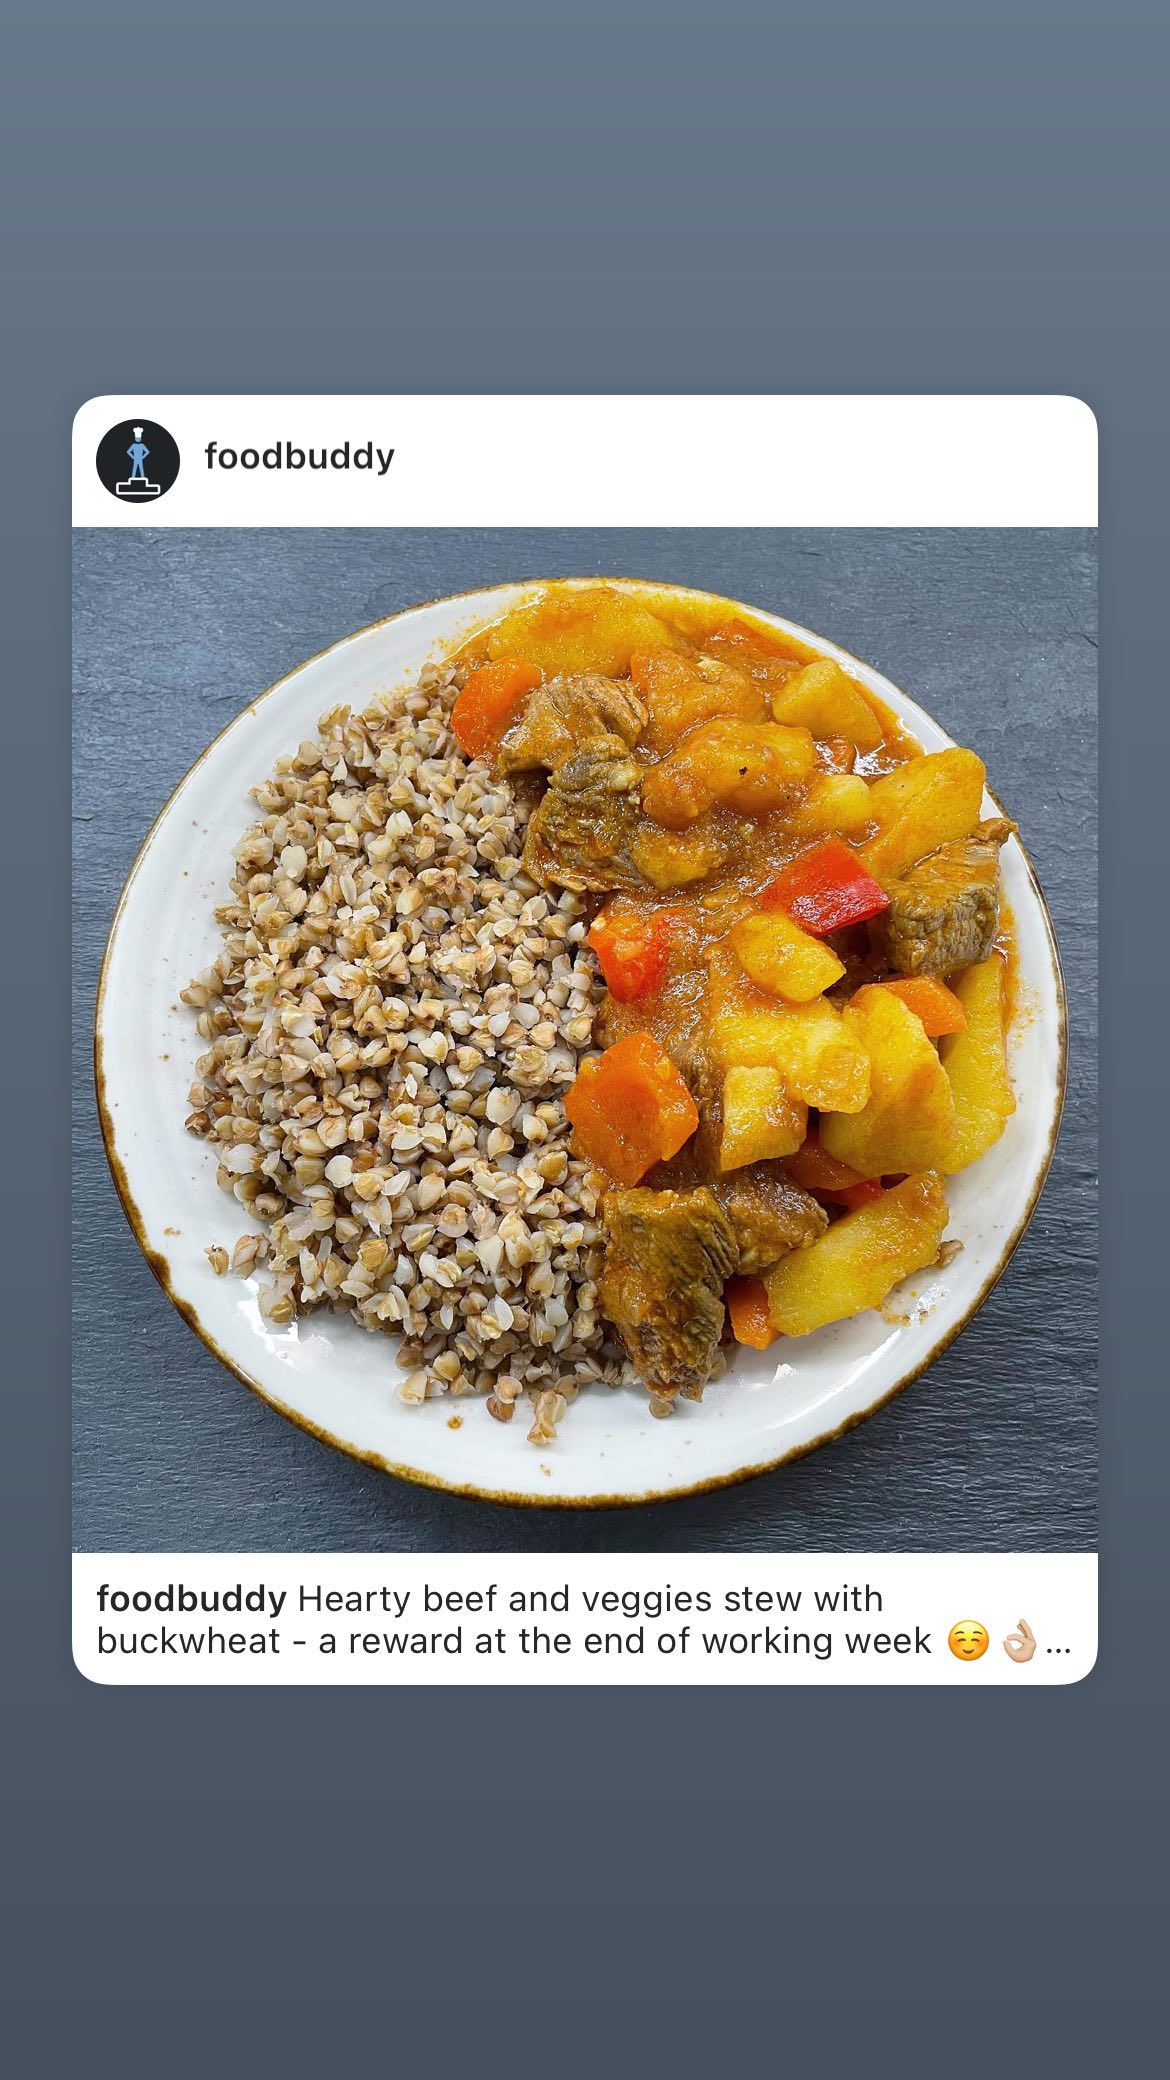 foodbuddy
foodbuddy Hearty beef and veggies stew with
buckwheat - a reward at the end of working week ☺️ 👌🏼...